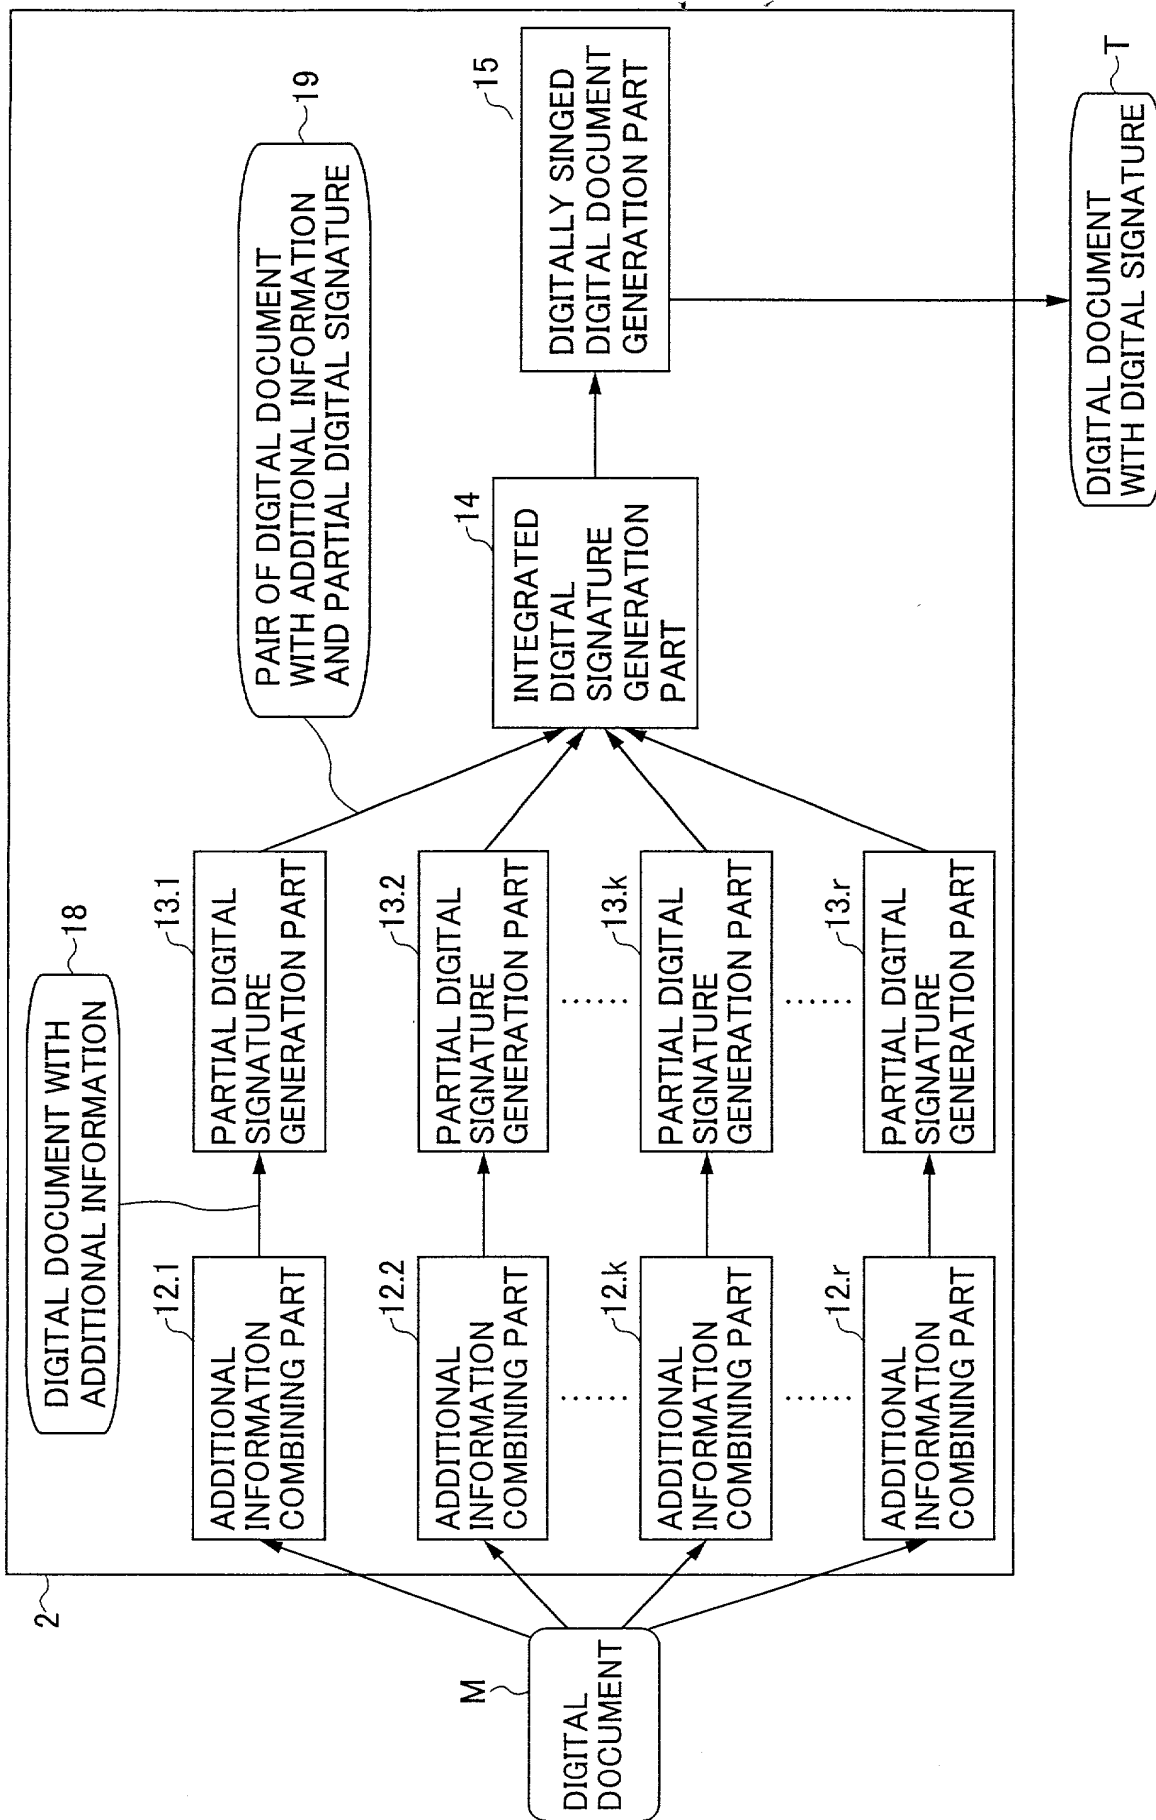 2
M
DIGITAL
DOCUMENT
DIGITAL DOCUMENT WITH
ADDITIONAL INFORMATION
18
12.1
ADDITIONAL
INFORMATION
COMBINING PART
12.2
ADDITIONAL
INFORMATION
COMBINING PART
12.k
ADDITIONAL
INFORMATION
COMBINING PART
12.r
ADDITIONAL
INFORMATION
COMBINING PART
13.1
PARTIAL DIGITAL
SIGNATURE
GENERATION PART
13.2
PARTIAL DIGITAL
SIGNATURE
GENERATION PART
13.k
PARTIAL DIGITAL
SIGNATURE
GENERATION PART
13.r
PARTIAL DIGITAL
SIGNATURE
GENERATION PART
PAIR OF DIGITAL DOCUMENT
WITH ADDITIONAL INFORMATION
AND PARTIAL DIGITAL SIGNATURE
19
14
INTEGRATED
DIGITAL
SIGNATURE
GENERATION
PART
15
DIGITALLY SINGED
DIGITAL DOCUMENT
GENERATION PART
T
DIGITAL DOCUMENT
WITH DIGITAL SIGNATURE